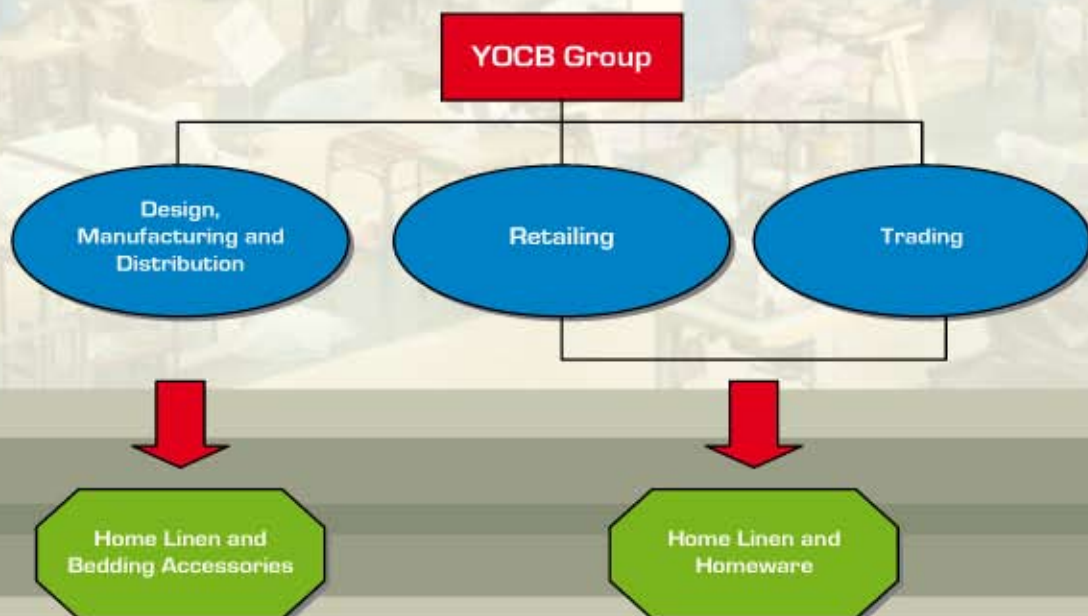 YOCB Group
Design,
Manufacturing and
Distribution
Retailing
Trading
Home Linen and
Bedding Accessories
Home Linen and
Homeware